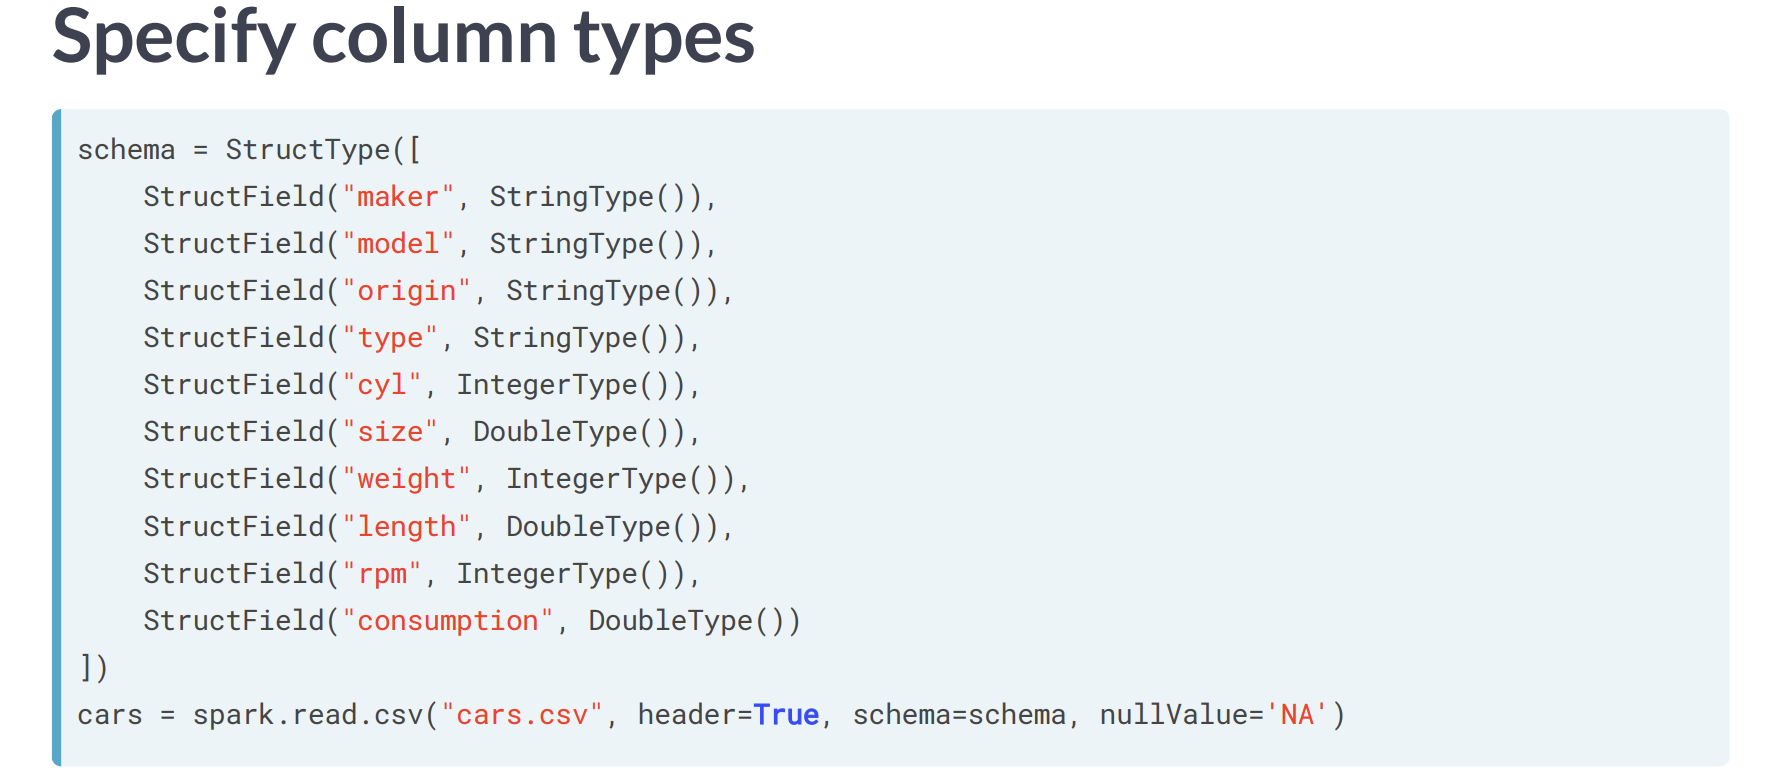 Specify column types
schema = StructType([
    StructField("maker", StringType()),
    StructField("model", StringType()),
    StructField("origin", StringType()),
    StructField("type", StringType()),
    StructField("cyl", IntegerType()),
    StructField("size", DoubleType()),
    StructField("weight", IntegerType()),
    StructField("length", DoubleType()),
    StructField("rpm", IntegerType()),
    StructField("consumption", DoubleType())
])
cars = spark.read.csv("cars.csv", header=True, schema=schema, nullValue='NA')